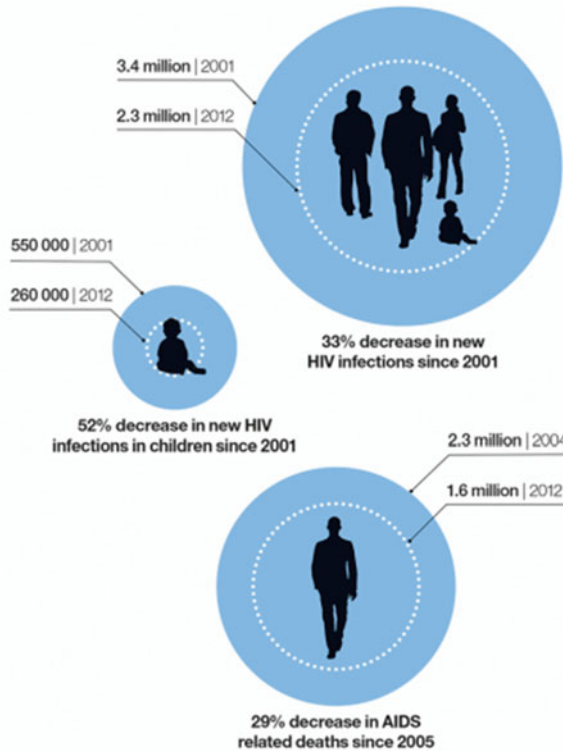 3.4 million | 2001
2.3 million | 2012
33% decrease in new
HIV infections since 2001
550 000 | 2001
260 000 | 2012
52% decrease in new HIV
infections in children since 2001
2.3 million | 2004
1.6 million | 2012
29% decrease in AIDS
related deaths since 2005